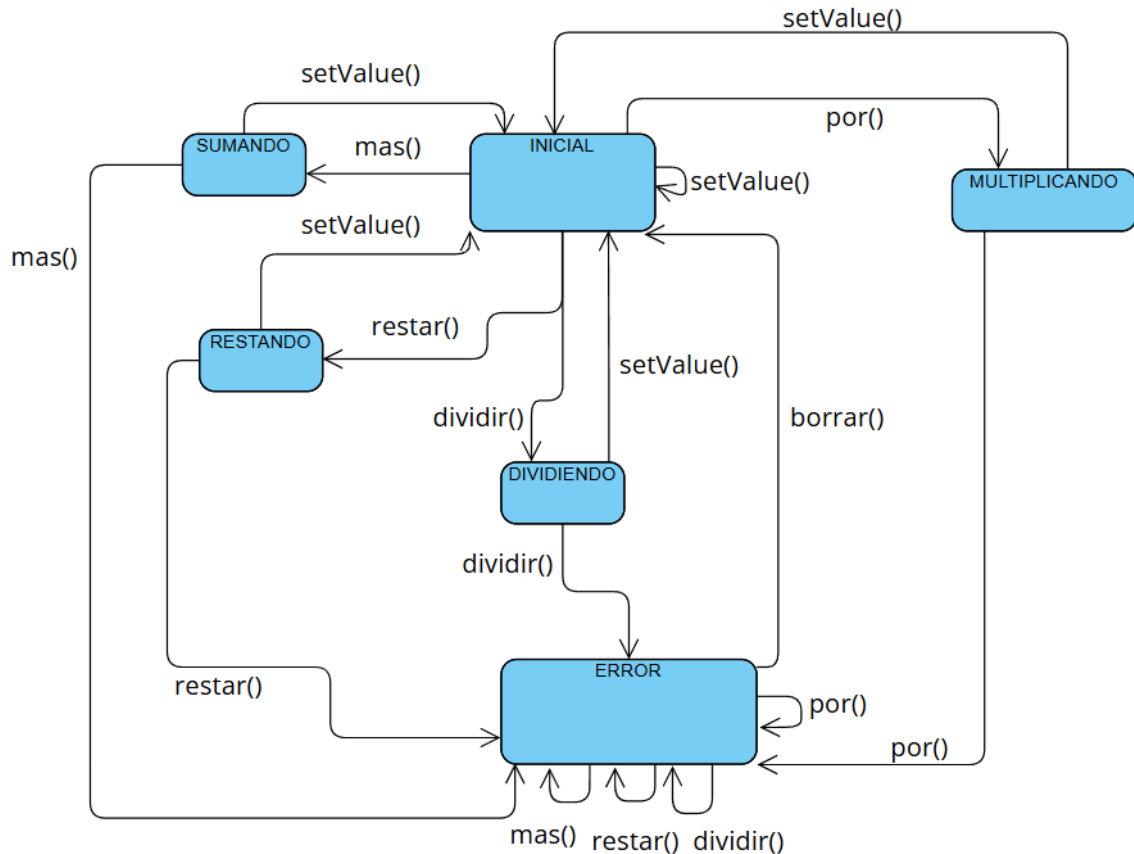 setValue()
setValue()
por()
SUMANDO
mas()
INICIAL
setValue()
MULTIPLICANDO
setValue()
mas()
restar()
RESTANDO
setValue()
dividir()
borrar()
DIVIDIENDO
dividir()
ERROR
restar()
por()
por()
mas()
restar()
dividir()